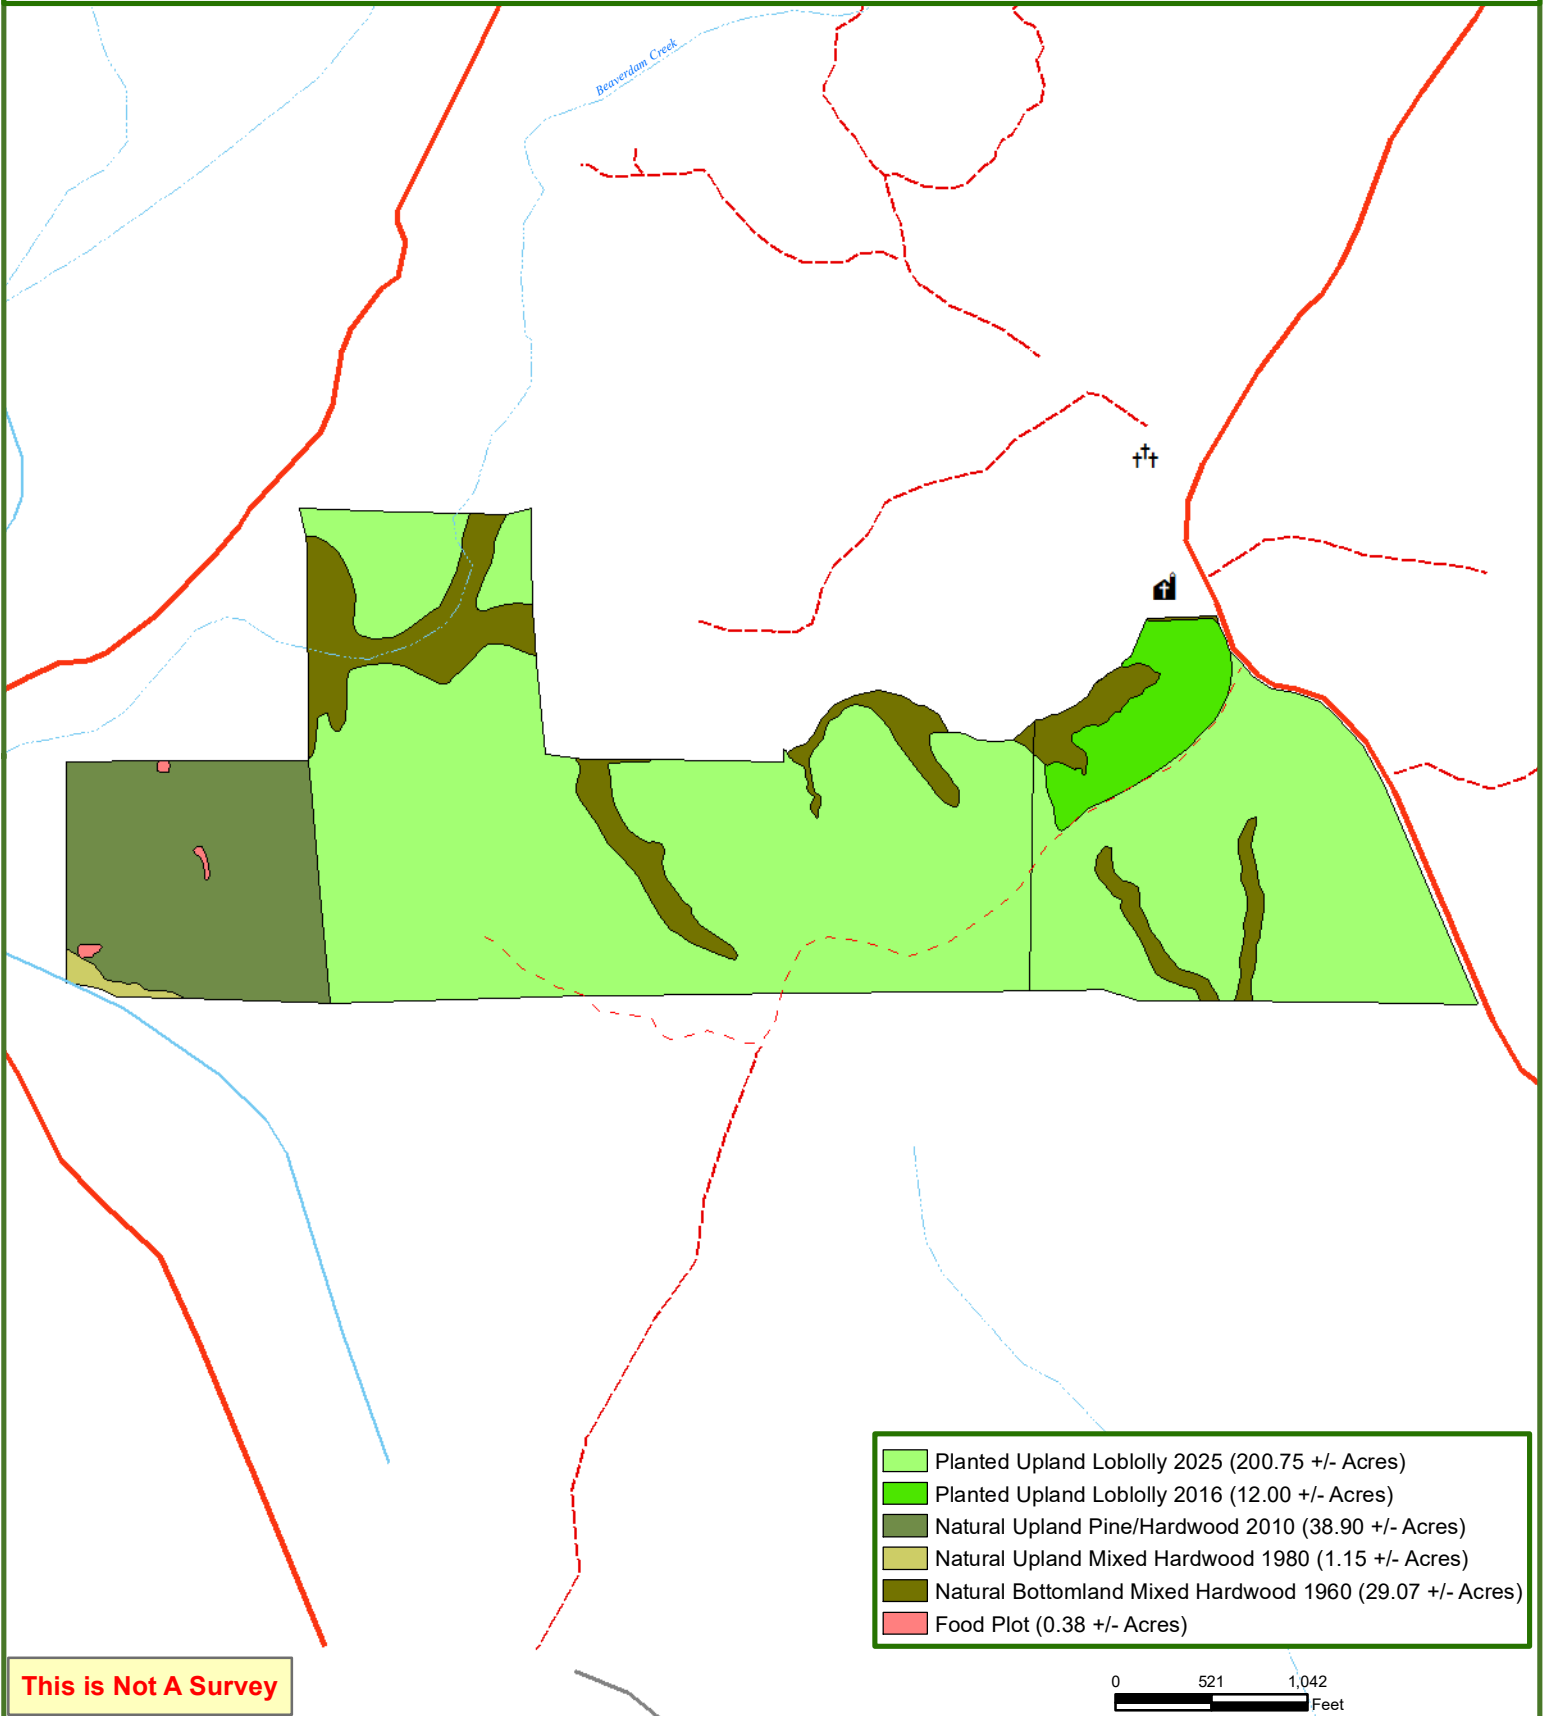 Beaverdam Creek
Planted Upland Loblolly 2025 (200.75 +/- Acres)
Planted Upland Loblolly 2016 (12.00 +/- Acres)
Natural Upland Pine/Hardwood 2010 (38.90 +/- Acres)
Natural Upland Mixed Hardwood 1980 (1.15 +/- Acres)
Natural Bottomland Mixed Hardwood 1960 (29.07 +/- Acres)
Food Plot (0.38 +/- Acres)
This is Not A Survey
0 521 1,042
Feet